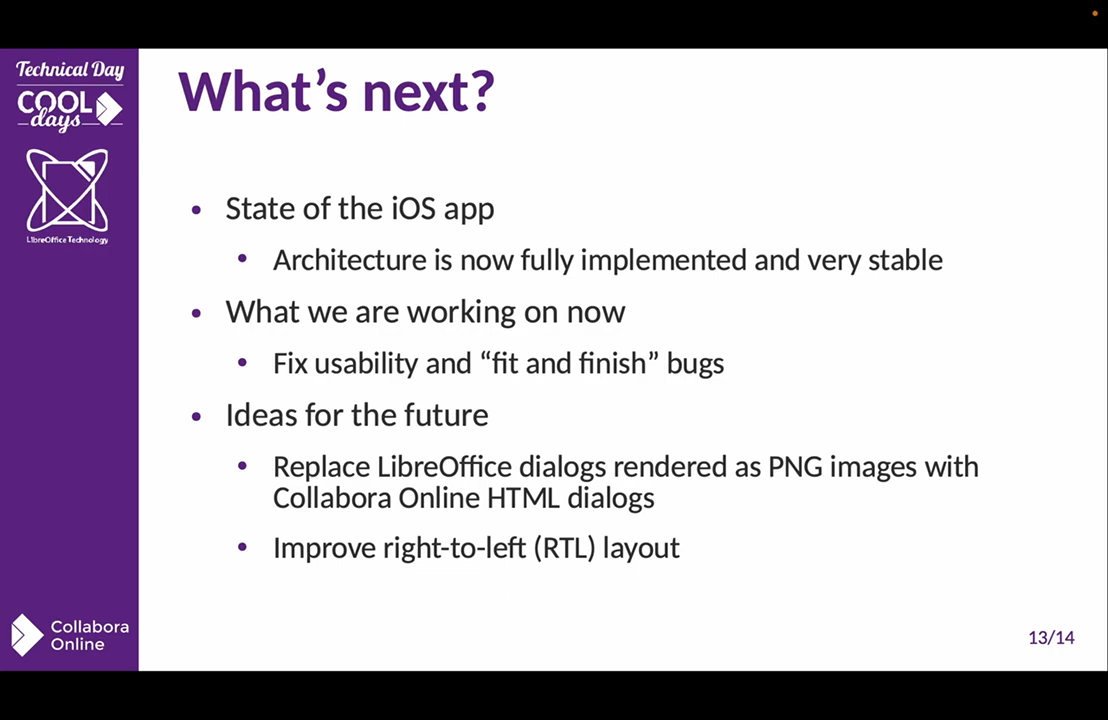 Technical Day
COOL
days
LibreOffice Technology
What’s next?
• State of the iOS app
• Architecture is now fully implemented and very stable
• What we are working on now
• Fix usability and “fit and finish” bugs
• Ideas for the future
• Replace LibreOffice dialogs rendered as PNG images with
Collabora Online HTML dialogs
• Improve right-to-left (RTL) layout
Collabora
Online
13/14